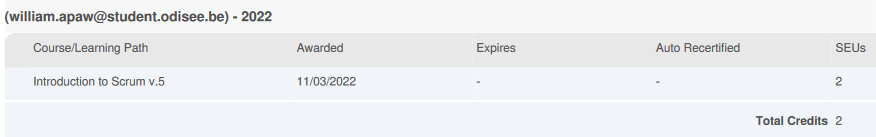 (william.apaw@student.odisee.be) - 2022
Course/Learning Path Awarded Expires Auto Recertified SEUs
Introduction to Scrum v.5 11/03/2022 - - 2
Total Credits 2